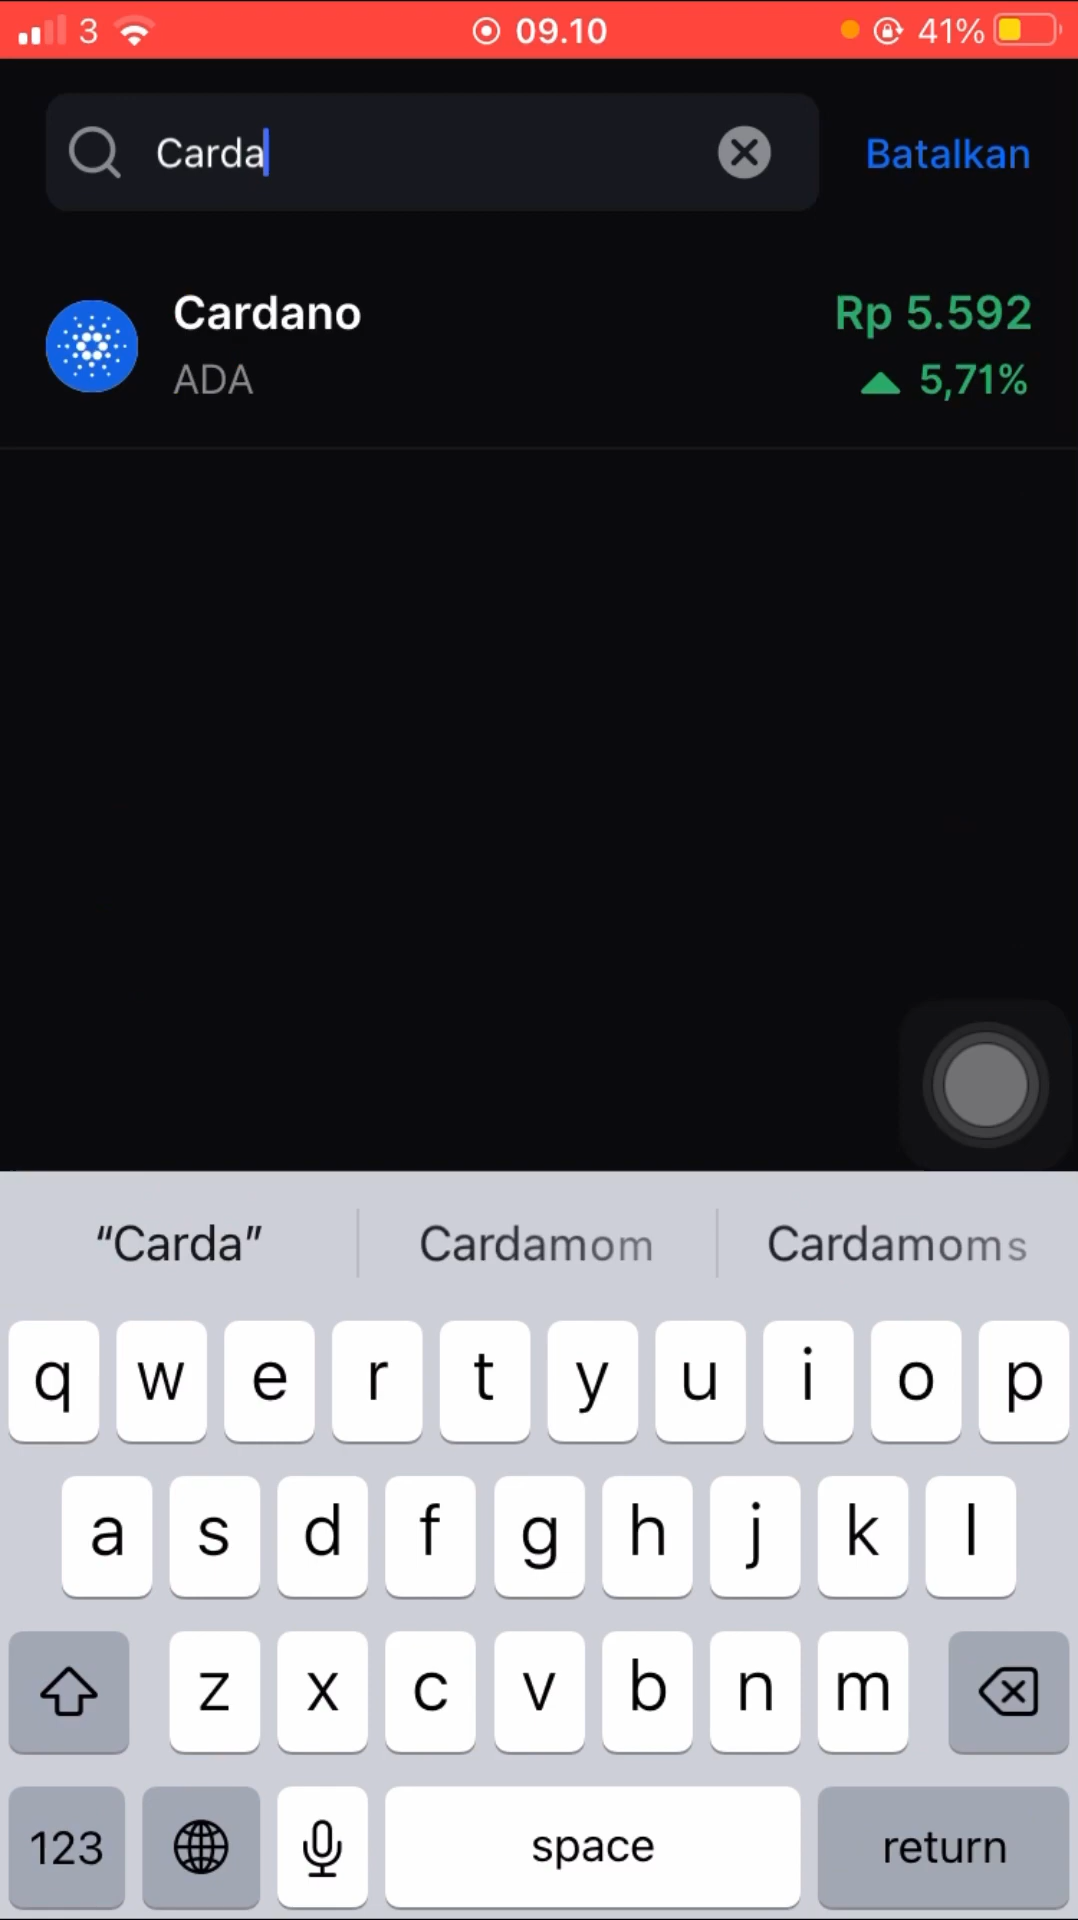 3 09.10 41%
Carda Batalkan
Cardano Rp 5.592
ADA 5,71%
“Carda” Cardamom Cardamoms
q w e r t y u i o p
a s d f g h j k l
z x c v b n m
123 space return